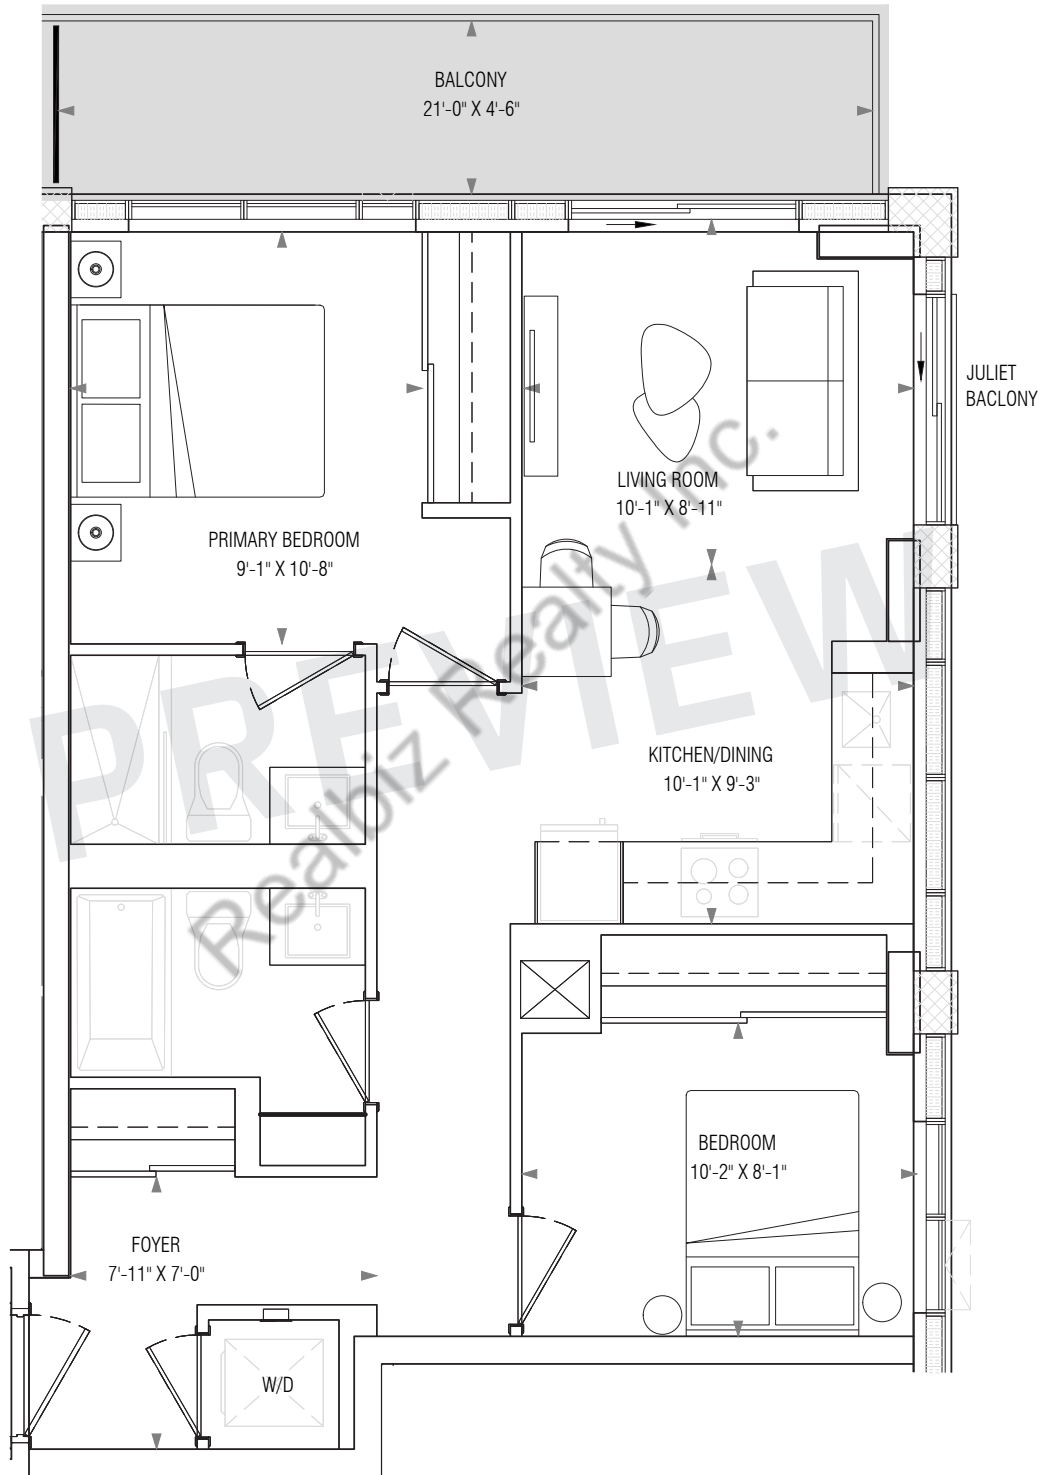 BALCONY
21'-0" X 4'-6"
JULIET
BACLONY
LIVING ROOM
10'-1" X 8'-11"
PRIMARY BEDROOM
9'-1" X 10'-8"
KITCHEN/DINING
10'-1" X 9'-3"
BEDROOM
10'-2" X 8'-1"
FOYER
7'-11" X 7'-0"
W/D
PREVIEW
Realbiz Realty Inc.